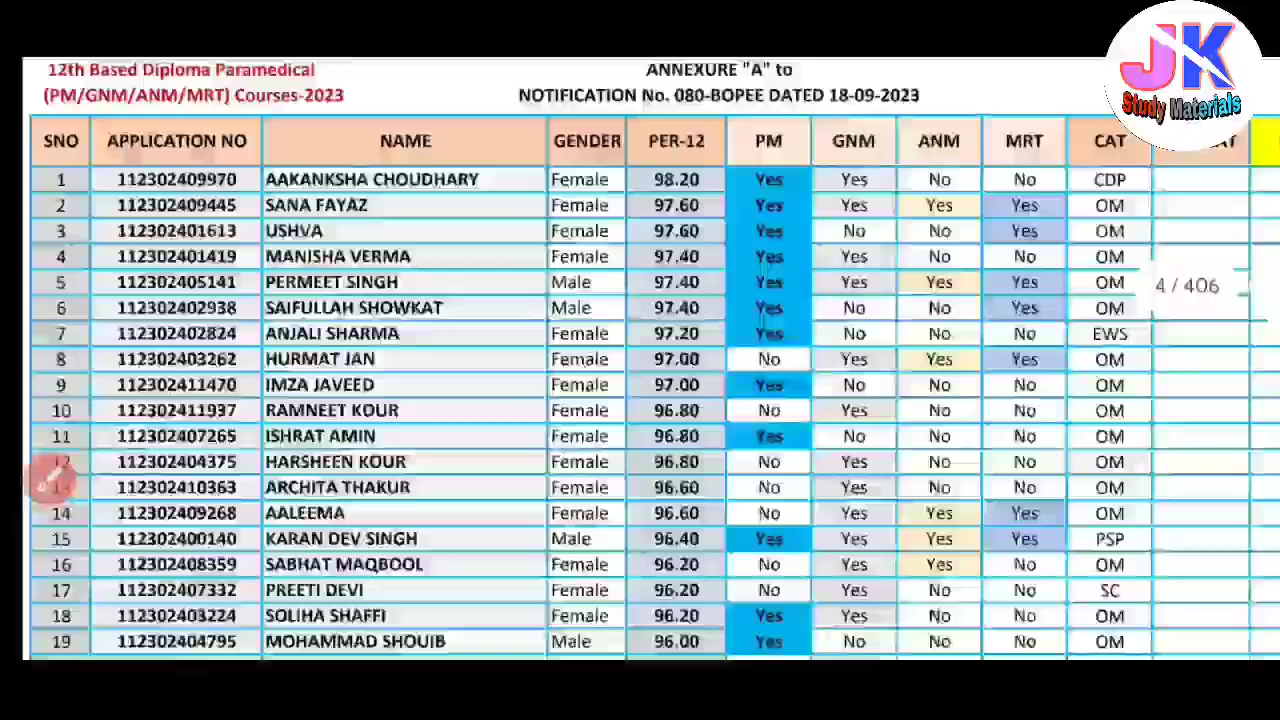 JK
Study Materials
12th Based Diploma Paramedical ANNEXURE "A" to
(PM/GNM/ANM/MRT) Courses-2023 NOTIFICATION No. 080-BOPEE DATED 18-09-2023
SNO APPLICATION NO NAME GENDER PER-12 PM GNM ANM MRT CAT
1 112302409970 AAKANKSHA CHOUDHARY Female 98.20 Yes Yes No No CDP
2 112302409445 SANA FAYAZ Female 97.60 Yes Yes Yes Yes OM
3 112302401613 USHVA Female 97.60 Yes No No Yes OM
4 112302401419 MANISHA VERMA Female 97.40 Yes Yes No No OM
5 112302405141 PERMEET SINGH Male 97.40 Yes Yes Yes Yes OM
4 / 406
6 112302402938 SAIFULLAH SHOWKAT Male 97.40 Yes No No Yes OM
7 112302402824 ANJALI SHARMA Female 97.20 Yes No No No EWS
8 112302403262 HURMAT JAN Female 97.00 No Yes Yes Yes OM
9 112302411470 IMZA JAVEED Female 97.00 Yes No No No OM
10 112302411937 RAMNEET KOUR Female 96.80 No Yes No No OM
11 112302407265 ISHRAT AMIN Female 96.80 Yes No No No OM
12 112302404375 HARSHEEN KOUR Female 96.80 No Yes No No OM
13 112302410363 ARCHITA THAKUR Female 96.60 No Yes No No OM
14 112302409268 AALEEMA Female 96.60 No Yes Yes Yes OM
15 112302400140 KARAN DEV SINGH Male 96.40 Yes Yes Yes Yes PSP
16 112302408359 SABHAT MAQBOOL Female 96.20 No Yes Yes No OM
17 112302407332 PREETI DEVI Female 96.20 No Yes No No SC
18 112302403224 SOLIHA SHAFFI Female 96.20 Yes Yes No No OM
19 112302404795 MOHAMMAD SHOUIB Male 96.00 Yes No No No OM